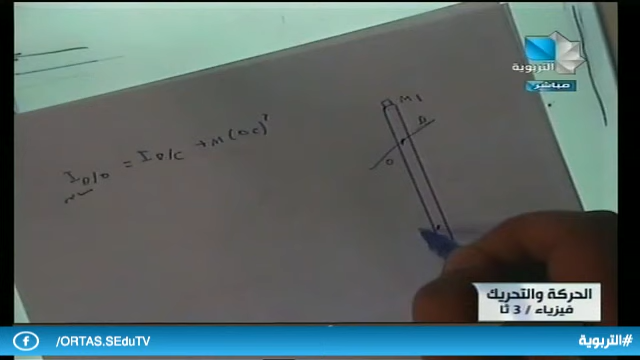 التربوية
مباشر
M1
Δ
O
I Δ/O = I Δ/C + M(OC)²
الحركة والتحريك
فيزياء / 3 ثا
/ORTAS.SEduTV
#التربوية